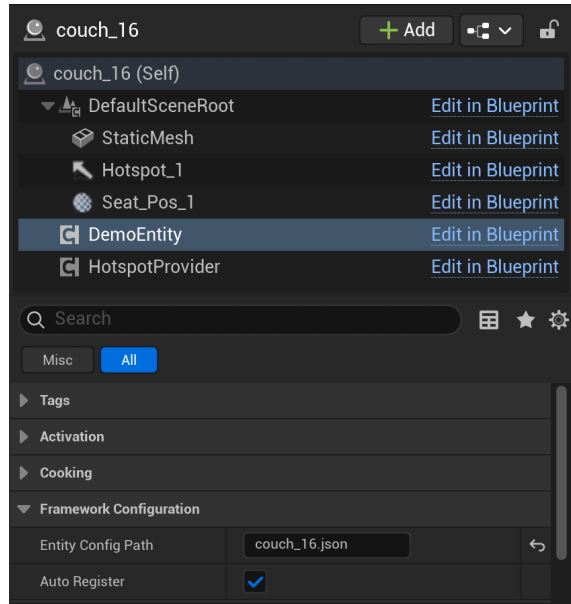 couch_16
Add
couch_16 (Self)
DefaultSceneRoot Edit in Blueprint
StaticMesh Edit in Blueprint
Hotspot_1 Edit in Blueprint
Seat_Pos_1 Edit in Blueprint
DemoEntity Edit in Blueprint
HotspotProvider Edit in Blueprint
Search
Misc All
Tags
Activation
Cooking
Framework Configuration
Entity Config Path couch_16.json
Auto Register